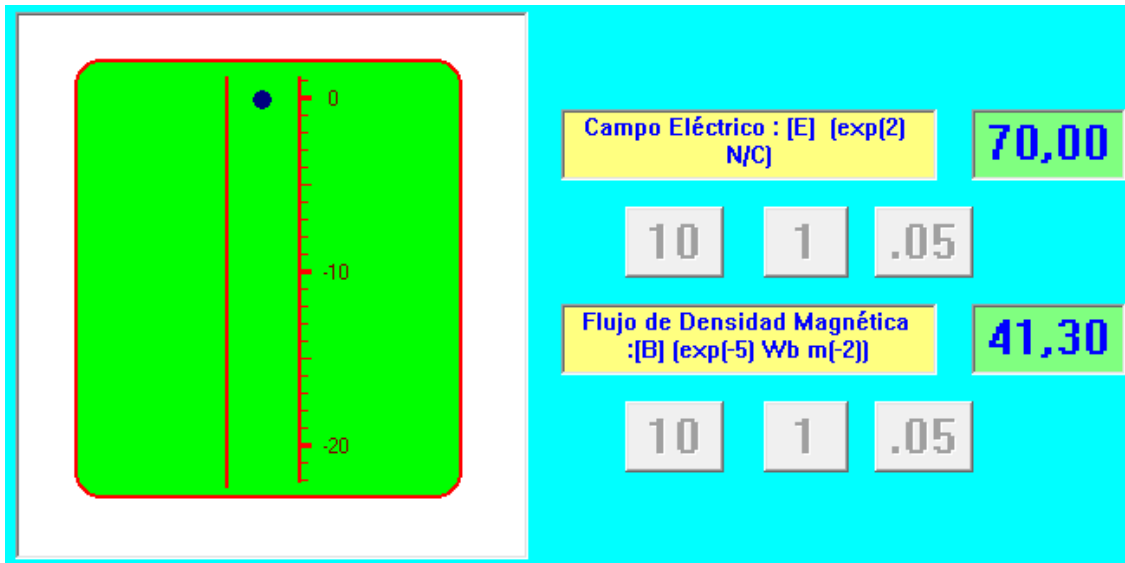 0
-10
-20
Campo Eléctrico : [E] (exp(2)
N/C)
70,00
10 1 .05
Flujo de Densidad Magnética
:[B] (exp(-5) Wb m(-2))
41,30
10 1 .05